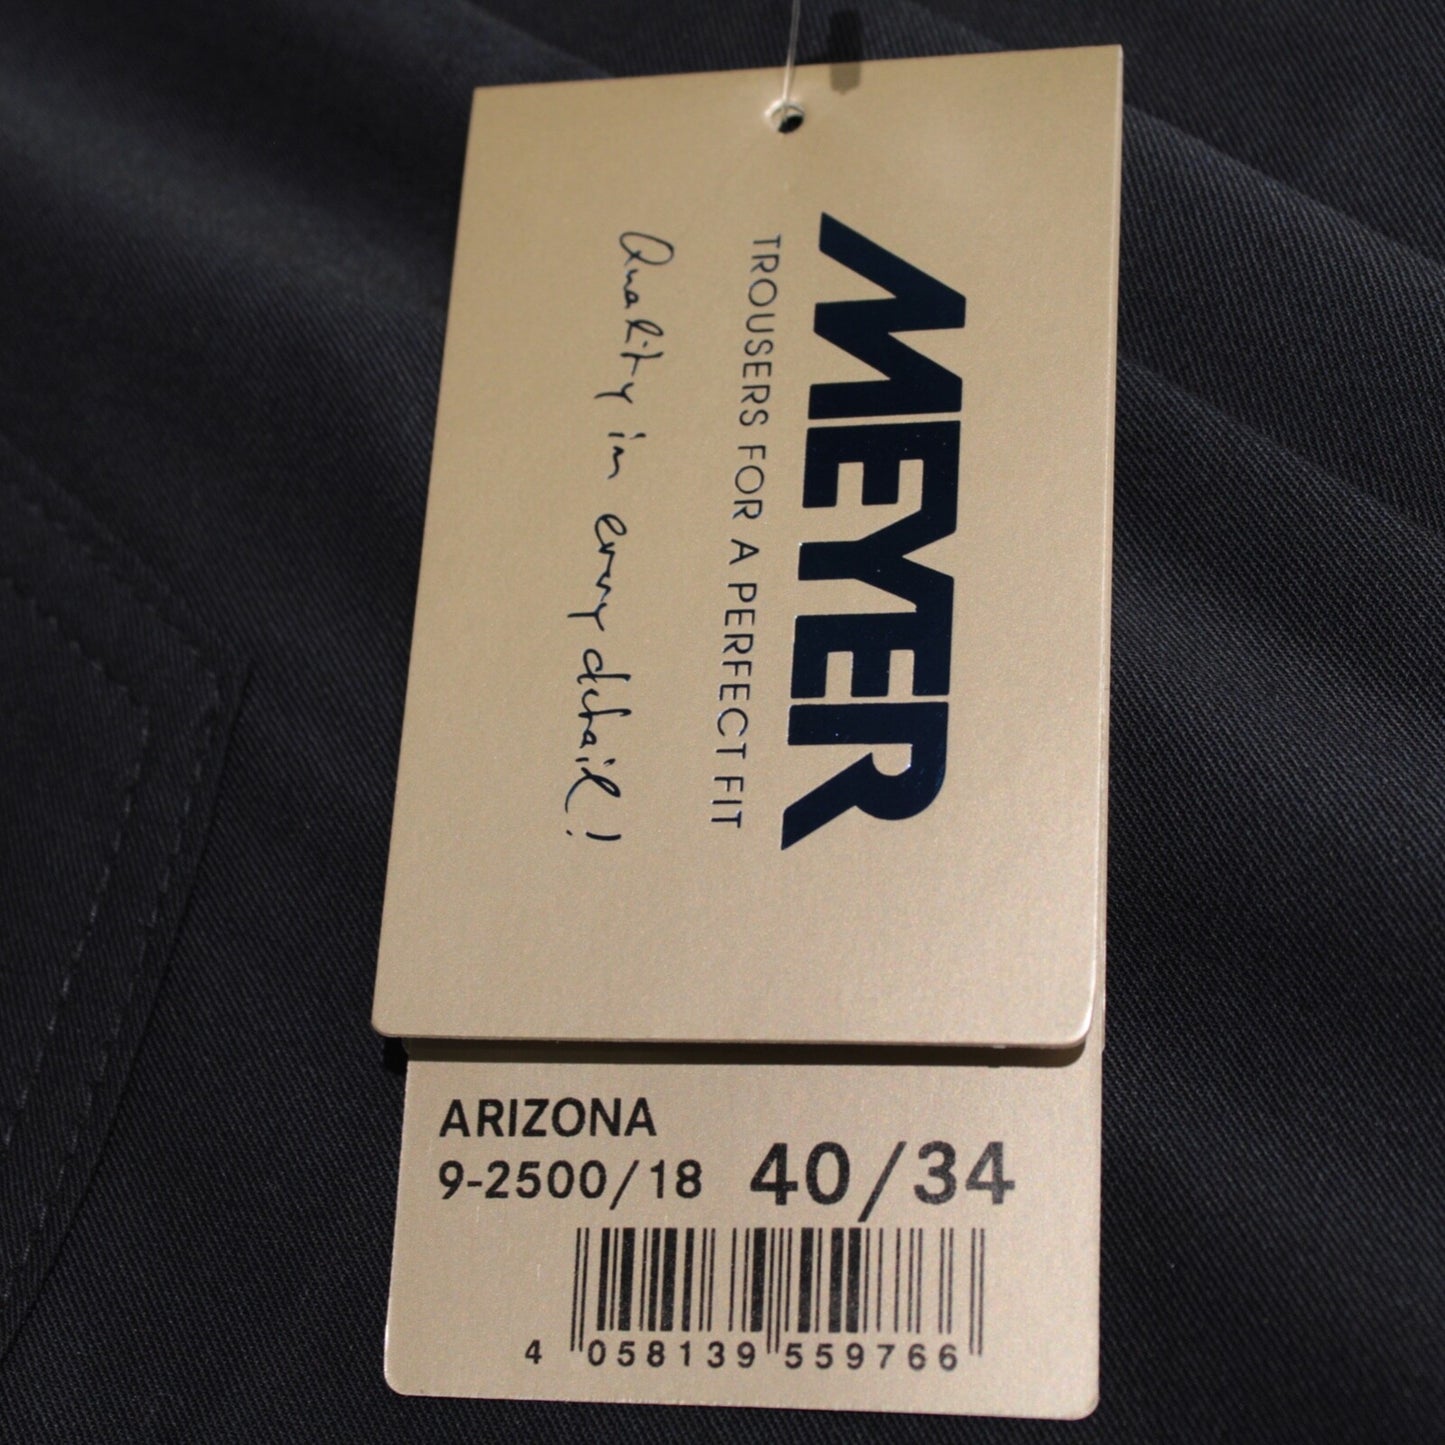 MEYER
TROUSERS FOR A PERFECT FIT
Quality in every detail!
ARIZONA
9-2500/18 40/34
4 058139 559766